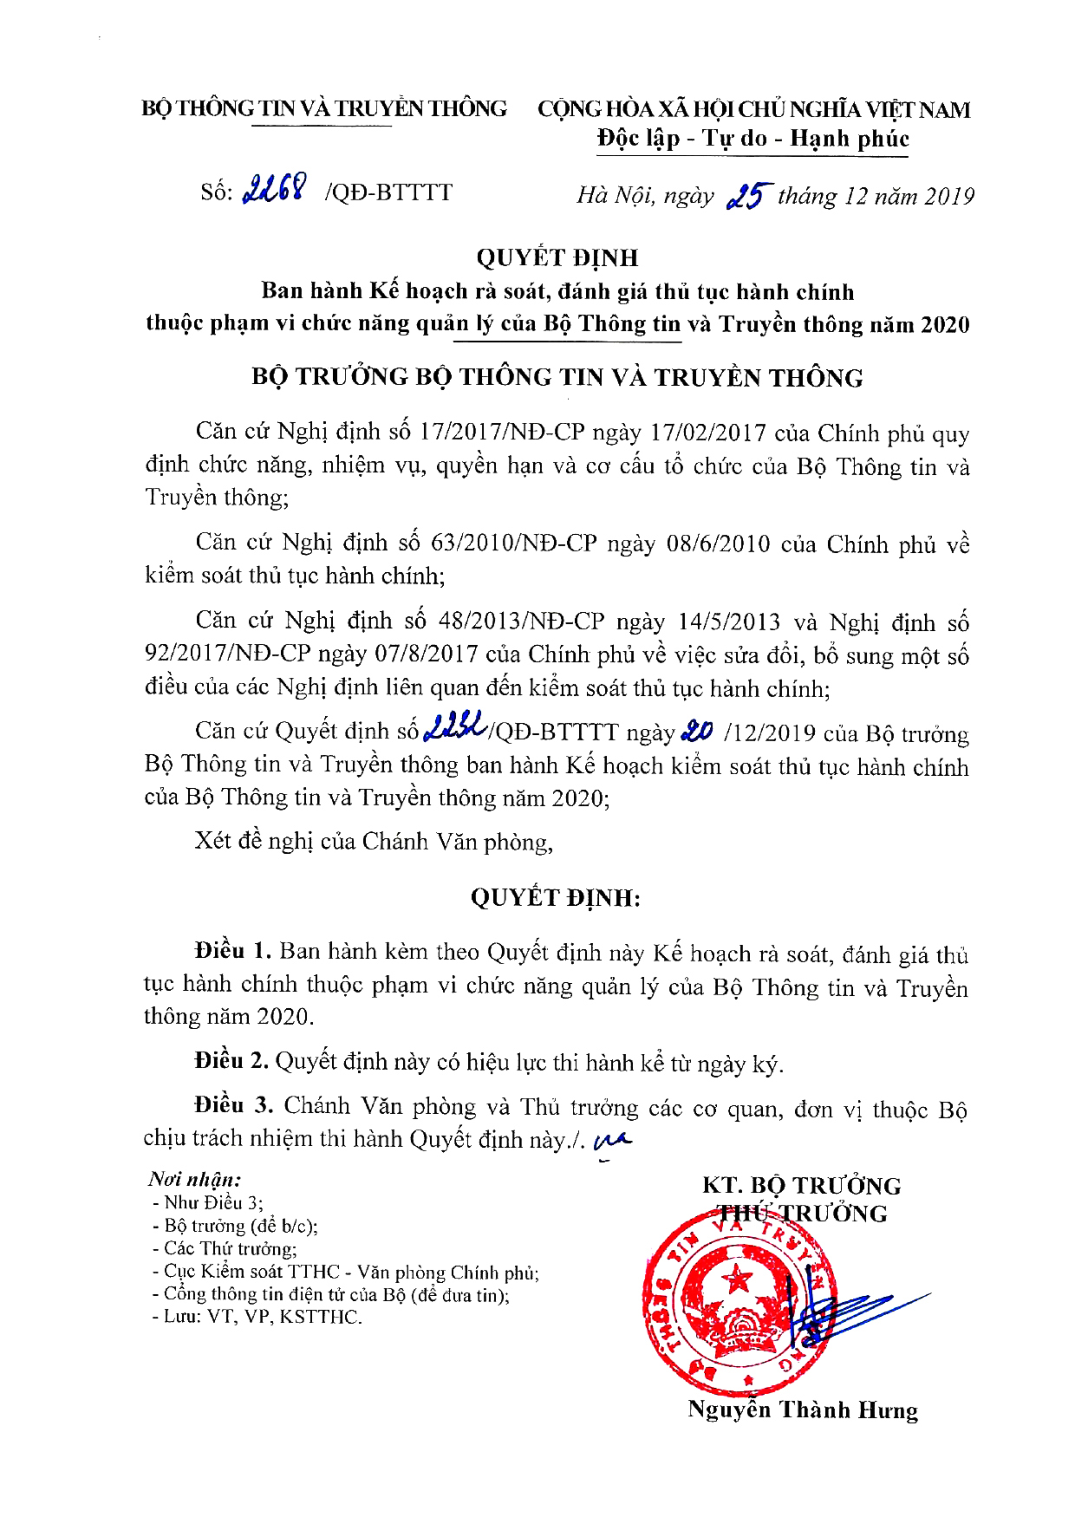 BỘ THÔNG TIN VÀ TRUYỀN THÔNG
CỘNG HÒA XÃ HỘI CHỦ NGHĨA VIỆT NAM
Độc lập - Tự do - Hạnh phúc
Số: 2268 /QĐ-BTTTT
Hà Nội, ngày 25 tháng 12 năm 2019
QUYẾT ĐỊNH
Ban hành Kế hoạch rà soát, đánh giá thủ tục hành chính
thuộc phạm vi chức năng quản lý của Bộ Thông tin và Truyền thông năm 2020
BỘ TRƯỞNG BỘ THÔNG TIN VÀ TRUYỀN THÔNG
Căn cứ Nghị định số 17/2017/NĐ-CP ngày 17/02/2017 của Chính phủ quy
định chức năng, nhiệm vụ, quyền hạn và cơ cấu tổ chức của Bộ Thông tin và
Truyền thông;
Căn cứ Nghị định số 63/2010/NĐ-CP ngày 08/6/2010 của Chính phủ về
kiểm soát thủ tục hành chính;
Căn cứ Nghị định số 48/2013/NĐ-CP ngày 14/5/2013 và Nghị định số
92/2017/NĐ-CP ngày 07/8/2017 của Chính phủ về việc sửa đổi, bổ sung một số
điều của các Nghị định liên quan đến kiểm soát thủ tục hành chính;
Căn cứ Quyết định số 2232/QĐ-BTTTT ngày 20 /12/2019 của Bộ trưởng
Bộ Thông tin và Truyền thông ban hành Kế hoạch kiểm soát thủ tục hành chính
của Bộ Thông tin và Truyền thông năm 2020;
Xét đề nghị của Chánh Văn phòng,
QUYẾT ĐỊNH:
Điều 1. Ban hành kèm theo Quyết định này Kế hoạch rà soát, đánh giá thủ
tục hành chính thuộc phạm vi chức năng quản lý của Bộ Thông tin và Truyền
thông năm 2020.
Điều 2. Quyết định này có hiệu lực thi hành kể từ ngày ký.
Điều 3. Chánh Văn phòng và Thủ trưởng các cơ quan, đơn vị thuộc Bộ
chịu trách nhiệm thi hành Quyết định này./.
Nơi nhận:
- Như Điều 3;
- Bộ trưởng (để b/c);
- Các Thứ trưởng;
- Cục Kiểm soát TTHC - Văn phòng Chính phủ;
- Cổng thông tin điện tử của Bộ (để đưa tin);
- Lưu: VT, VP, KSTTHC.
KT. BỘ TRƯỞNG
THỨ TRƯỞNG
BỘ THÔNG TIN VÀ TRUYỀN THÔNG
Nguyễn Thành Hưng